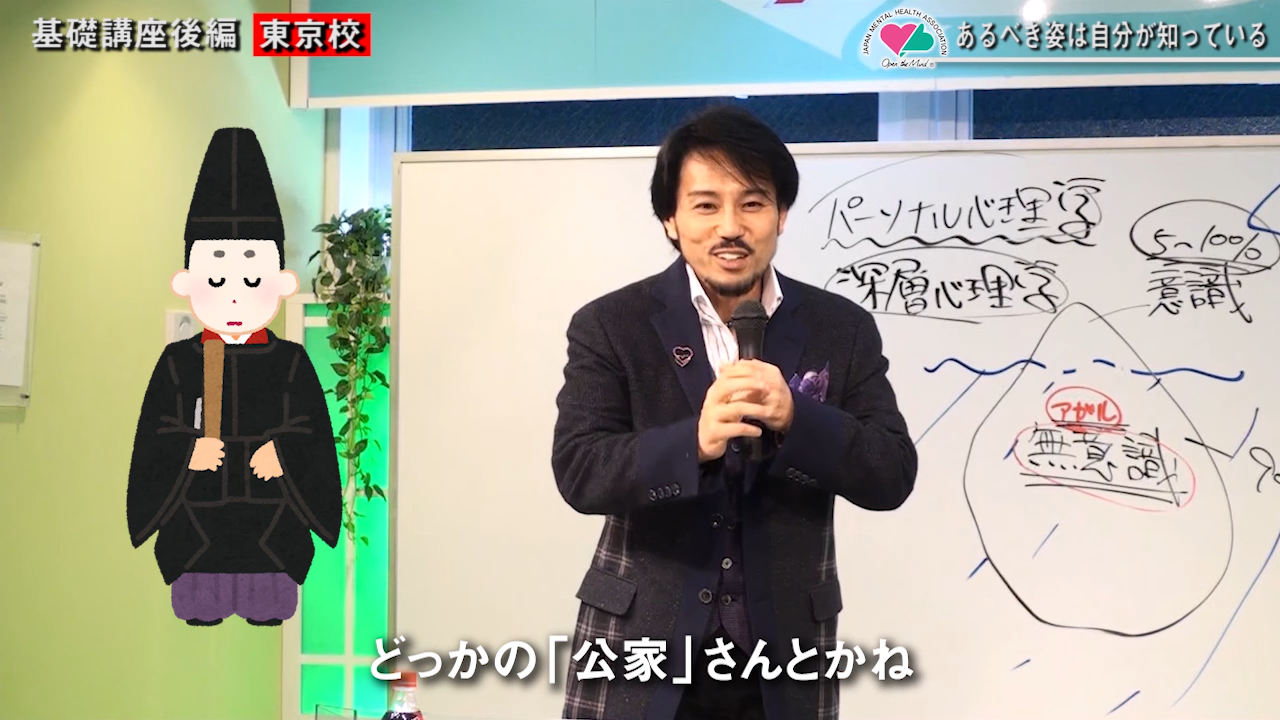 基礎講座後編 東京校
JAPAN MENTAL HEALTH ASSOCIATION
Open the Mind
あるべき姿は自分が知っている
パーソナル心理学
深層心理学
5〜100%
意識
アガル
無意識
どっかの「公家」さんとかね